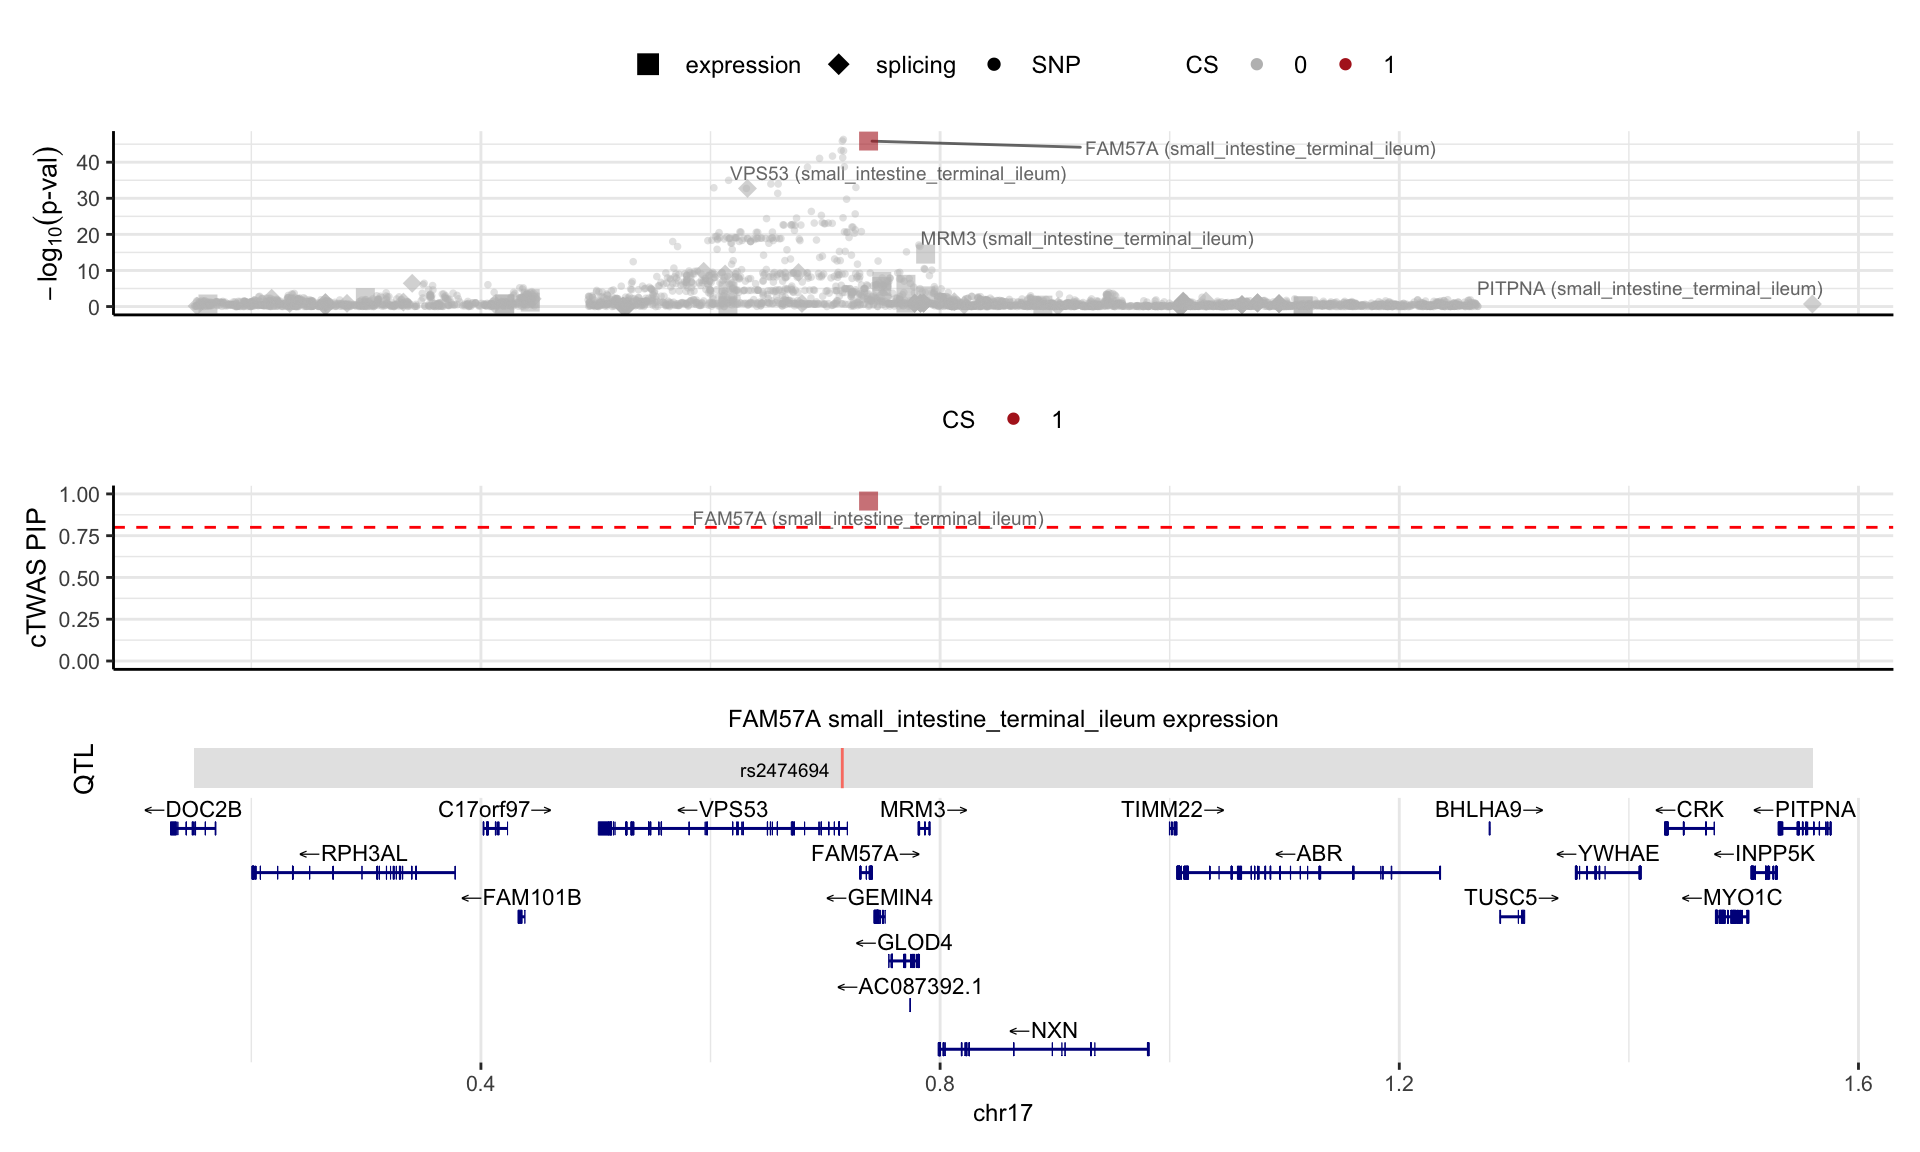 expression splicing SNP CS 0 1
−log10(p-val)
40
30
20
10
0
FAM57A (small_intestine_terminal_ileum)
VPS53 (small_intestine_terminal_ileum)
MRM3 (small_intestine_terminal_ileum)
PITPNA (small_intestine_terminal_ileum)
CS 1
cTWAS PIP
1.00
0.75
0.50
0.25
0.00
FAM57A (small_intestine_terminal_ileum)
FAM57A small_intestine_terminal_ileum expression
QTL
rs2474694
←DOC2B C17orf97→ ←VPS53 MRM3→ TIMM22→ BHLHA9→ ←CRK ←PITPNA
←RPH3AL FAM57A→ ←ABR ←YWHAE ←INPP5K
←FAM101B ←GEMIN4 TUSC5→ ←MYO1C
←GLOD4
←AC087392.1
←NXN
0.4 0.8 1.2 1.6
chr17